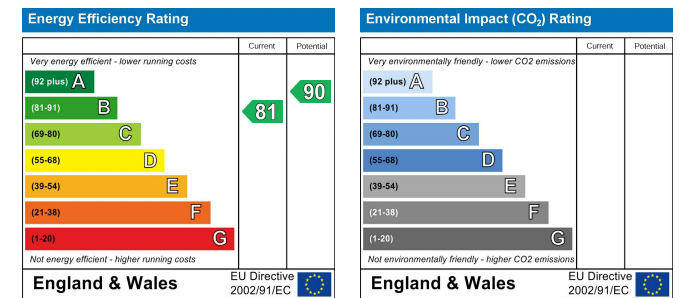 Energy Efficiency Rating
Current Potential
Very energy efficient - lower running costs
(92 plus) A
(81-91) B
(69-80) C
(55-68) D
(39-54) E
(21-38) F
(1-20) G
81
90
Not energy efficient - higher running costs
England & Wales
EU Directive
2002/91/EC
Environmental Impact (CO₂) Rating
Current Potential
Very environmentally friendly - lower CO2 emissions
(92 plus) A
(81-91) B
(69-80) C
(55-68) D
(39-54) E
(21-38) F
(1-20) G
Not environmentally friendly - higher CO2 emissions
England & Wales
EU Directive
2002/91/EC